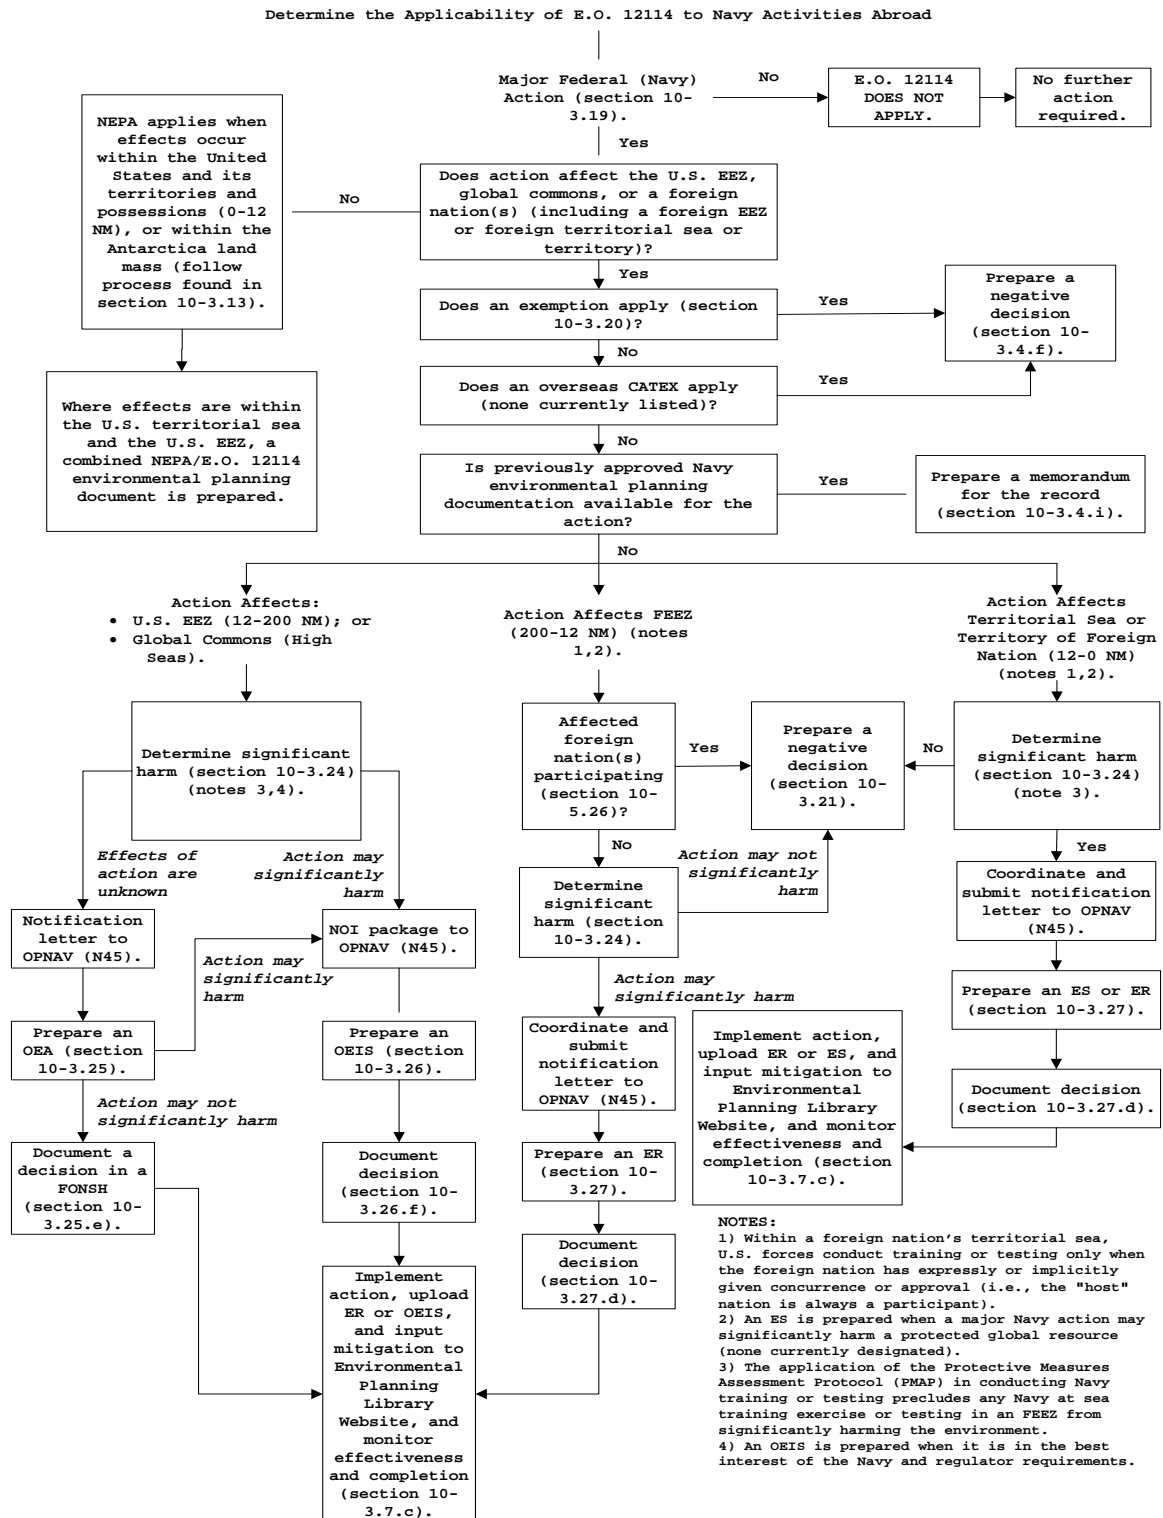 Determine the Applicability of E.O. 12114 to Navy Activities Abroad
Major Federal (Navy)
Action (section 10-
3.19).
No
E.O. 12114
DOES NOT
APPLY.
No further
action
required.
Yes
NEPA applies when
effects occur
within the United
States and its
territories and
possessions (0-12
NM), or within the
Antarctica land
mass (follow
process found in
section 10-3.13).
No
Does action affect the U.S. EEZ,
global commons, or a foreign
nation(s) (including a foreign EEZ
or foreign territorial sea or
territory)?
Yes
Does an exemption apply (section
10-3.20)?
Yes
Prepare a
negative
decision
(section 10-
3.4.f).
No
Where effects are within
the U.S. territorial sea
and the U.S. EEZ, a
combined NEPA/E.O. 12114
environmental planning
document is prepared.
Does an overseas CATEX apply
(none currently listed)?
Yes
No
Is previously approved Navy
environmental planning
documentation available for the
action?
Yes
Prepare a memorandum
for the record
(section 10-3.4.i).
No
Action Affects:
• U.S. EEZ (12-200 NM); or
• Global Commons (High
Seas).
Action Affects FEEZ
(200-12 NM) (notes
1,2).
Action Affects
Territorial Sea or
Territory of Foreign
Nation (12-0 NM)
(notes 1,2).
Determine significant
harm (section 10-3.24)
(notes 3,4).
Affected
foreign
nation(s)
participating
(section 10-
5.26)?
Yes
Prepare a
negative
decision
(section 10-
3.21).
No
Determine
significant harm
(section 10-3.24)
(note 3).
Effects of
action are
unknown
Action may
significantly
harm
No
Action may not
significantly
harm
Yes
Notification
letter to
OPNAV (N45).
NOI package to
OPNAV (N45).
Determine
significant
harm (section
10-3.24).
Coordinate and
submit notification
letter to OPNAV
(N45).
Action may
significantly
harm
Action may
significantly harm
Prepare an ES or ER
(section 10-3.27).
Prepare an
OEA (section
10-3.25).
Prepare an
OEIS (section
10-3.26).
Coordinate and
submit
notification
letter to
OPNAV (N45).
Implement action,
upload ER or ES, and
input mitigation to
Environmental
Planning Library
Website, and monitor
effectiveness and
completion (section
10-3.7.c).
Document decision
(section 10-3.27.d).
Action may not
significantly harm
Document a
decision in a
FONSH
(section 10-
3.25.e).
Document
decision
(section 10-
3.26.f).
Prepare an ER
(section 10-
3.27).
Document
decision
(section 10-
3.27.d).
Implement
action, upload
ER or OEIS,
and input
mitigation to
Environmental
Planning
Library
Website, and
monitor
effectiveness
and completion
(section 10-
3.7.c).
NOTES:
1) Within a foreign nation's territorial sea,
U.S. forces conduct training or testing only when
the foreign nation has expressly or implicitly
given concurrence or approval (i.e., the "host"
nation is always a participant).
2) An ES is prepared when a major Navy action may
significantly harm a protected global resource
(none currently designated).
3) The application of the Protective Measures
Assessment Protocol (PMAP) in conducting Navy
training or testing precludes any Navy at sea
training exercise or testing in an FEEZ from
significantly harming the environment.
4) An OEIS is prepared when it is in the best
interest of the Navy and regulator requirements.